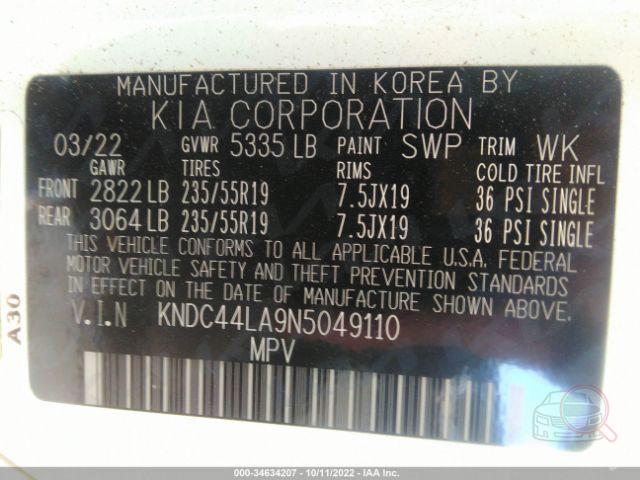 MANUFACTURED IN KOREA BY
KIA CORPORATION
03/22 GVWR 5335 LB PAINT SWP TRIM WK
GAWR TIRES RIMS COLD TIRE INFL
FRONT 2822 LB 235/55R19 7.5JX19 36 PSI SINGLE
REAR 3064 LB 235/55R19 7.5JX19 36 PSI SINGLE
THIS VEHICLE CONFORMS TO ALL APPLICABLE U.S.A. FEDERAL
MOTOR VEHICLE SAFETY AND THEFT PREVENTION STANDARDS
IN EFFECT ON THE DATE OF MANUFACTURE SHOWN ABOVE.
V.I.N KNDC44LA9N5049110
MPV
A30
000-34634207 - 10/11/2022 - IAA Inc.